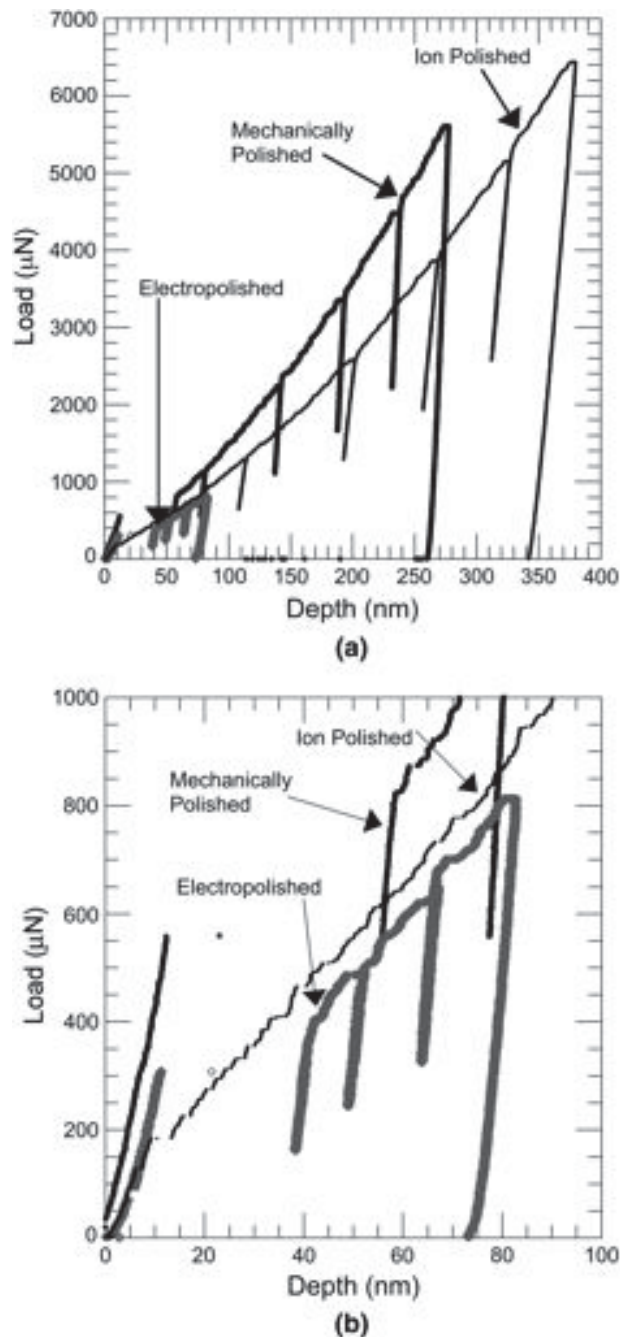 7000
6000
5000
4000
3000
2000
1000
0
Load (μN)
Ion Polished
Mechanically
Polished
Electropolished
0 50 100 150 200 250 300 350 400
Depth (nm)
(a)
1000
800
600
400
200
0
Load (μN)
Ion Polished
Mechanically
Polished
Electropolished
0 20 40 60 80 100
Depth (nm)
(b)